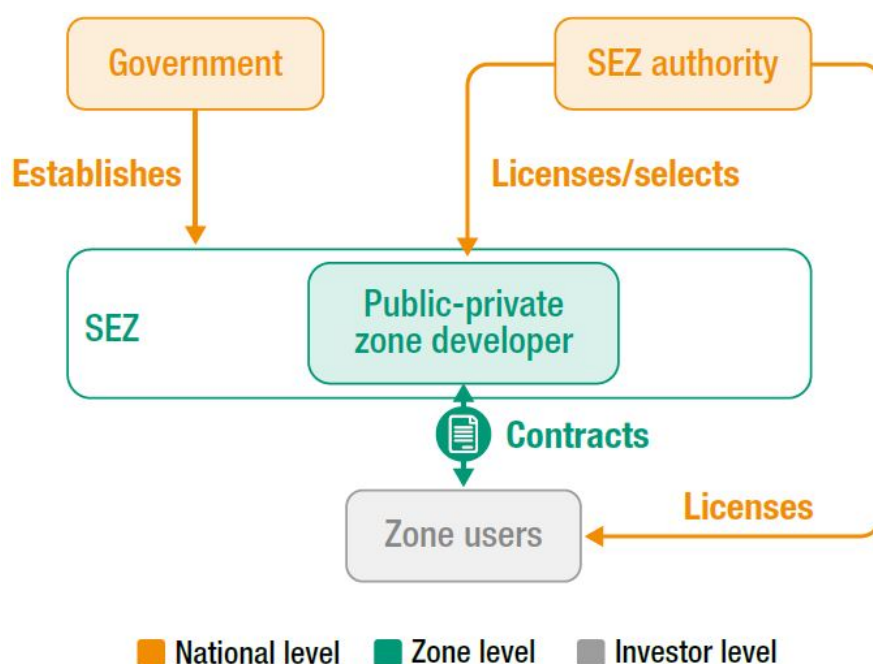 Government
SEZ authority
Establishes
Licenses/selects
SEZ
Public-private
zone developer
Contracts
Zone users
Licenses
National level
Zone level
Investor level